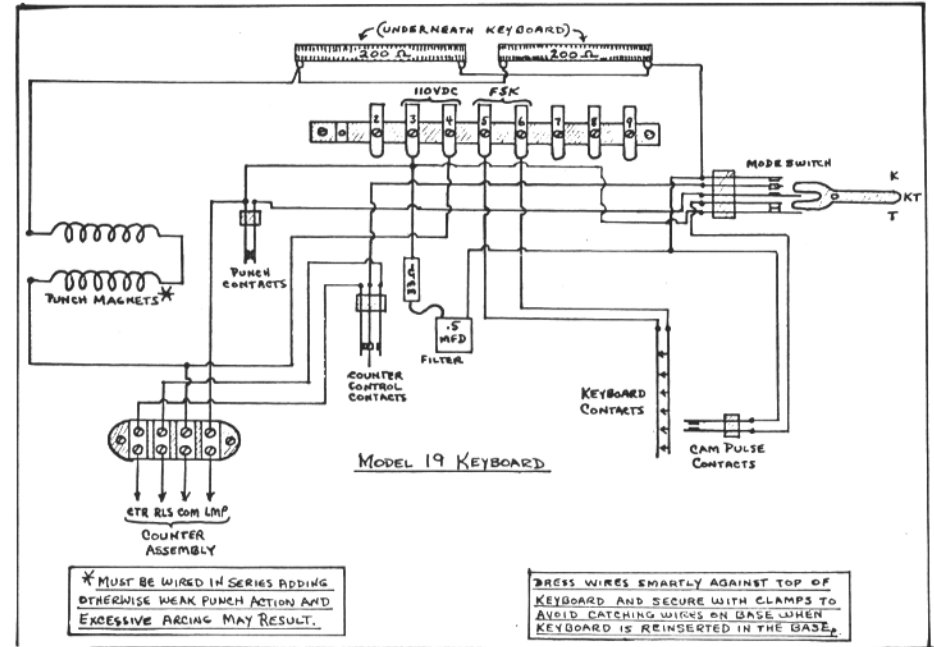 (UNDERNEATH KEYBOARD)
200 Ω 200 Ω
110VDC FSK
2 3 4 5 6 7 8 9
MODE SWITCH
K
KT
T
PUNCH MAGNETS*
PUNCH
CONTACTS
33Ω
.5
MFD
FILTER
COUNTER
CONTROL
CONTACTS
KEYBOARD
CONTACTS
CAM PULSE
CONTACTS
MODEL 19 KEYBOARD
CTR RLS COM LMP
COUNTER
ASSEMBLY
* MUST BE WIRED IN SERIES ADDING
OTHERWISE WEAK PUNCH ACTION AND
EXCESSIVE ARCING MAY RESULT.
DRESS WIRES SMARTLY AGAINST TOP OF
KEYBOARD AND SECURE WITH CLAMPS TO
AVOID CATCHING WIRES ON BASE WHEN
KEYBOARD IS REINSERTED IN THE BASE.